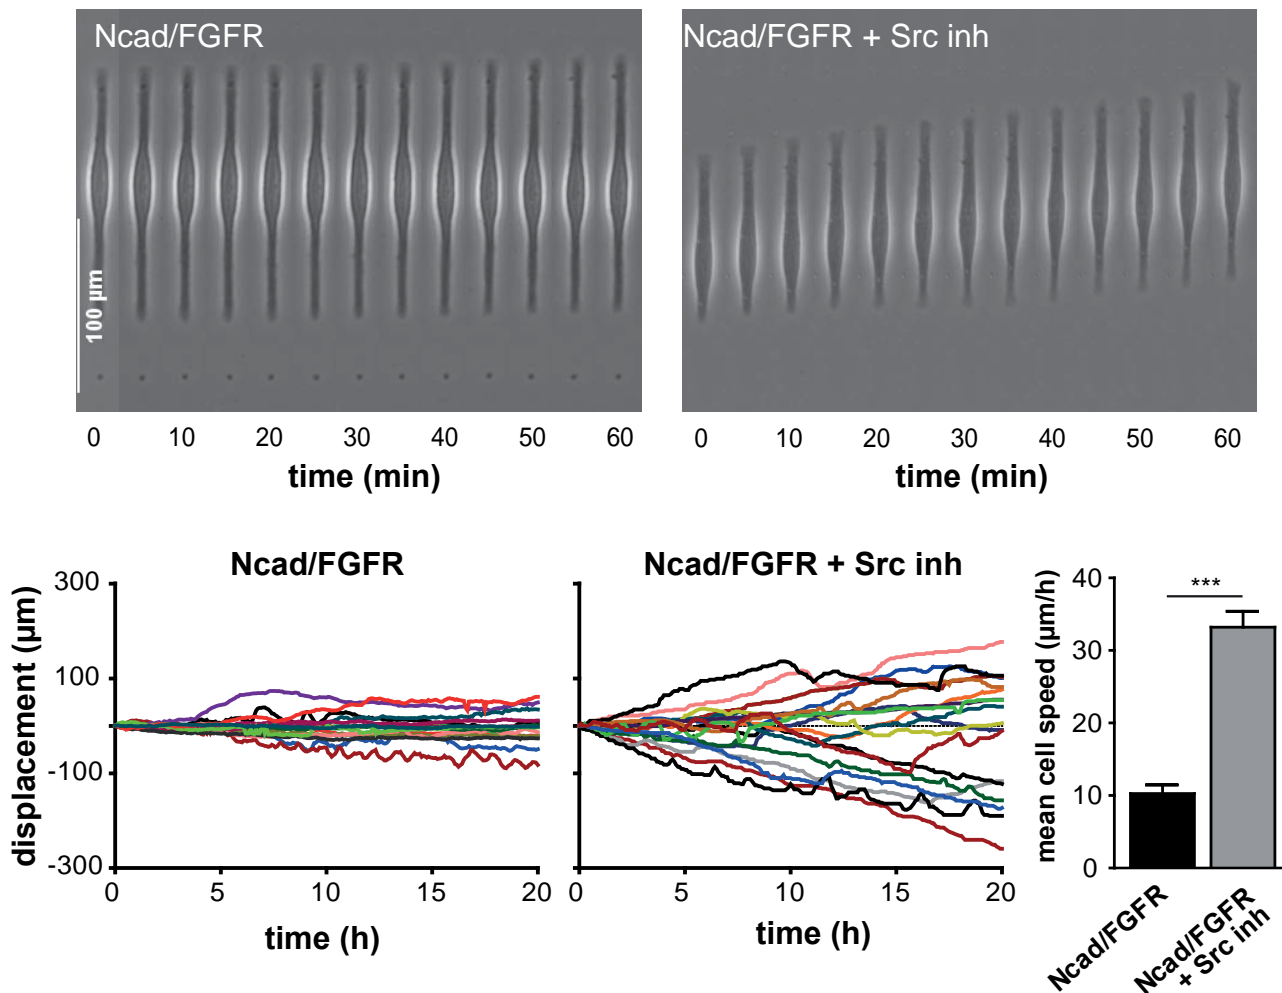 Ncad/FGFR
100 µm
0 10 20 30 40 50 60
time (min)
Ncad/FGFR + Src inh
0 10 20 30 40 50 60
time (min)
Ncad/FGFR
displacement (µm)
300
100
-100
-300
0 5 10 15 20
time (h)
Ncad/FGFR + Src inh
0 5 10 15 20
time (h)
mean cell speed (µm/h)
40
30
20
10
0
***
Ncad/FGFR
Ncad/FGFR
+ Src inh